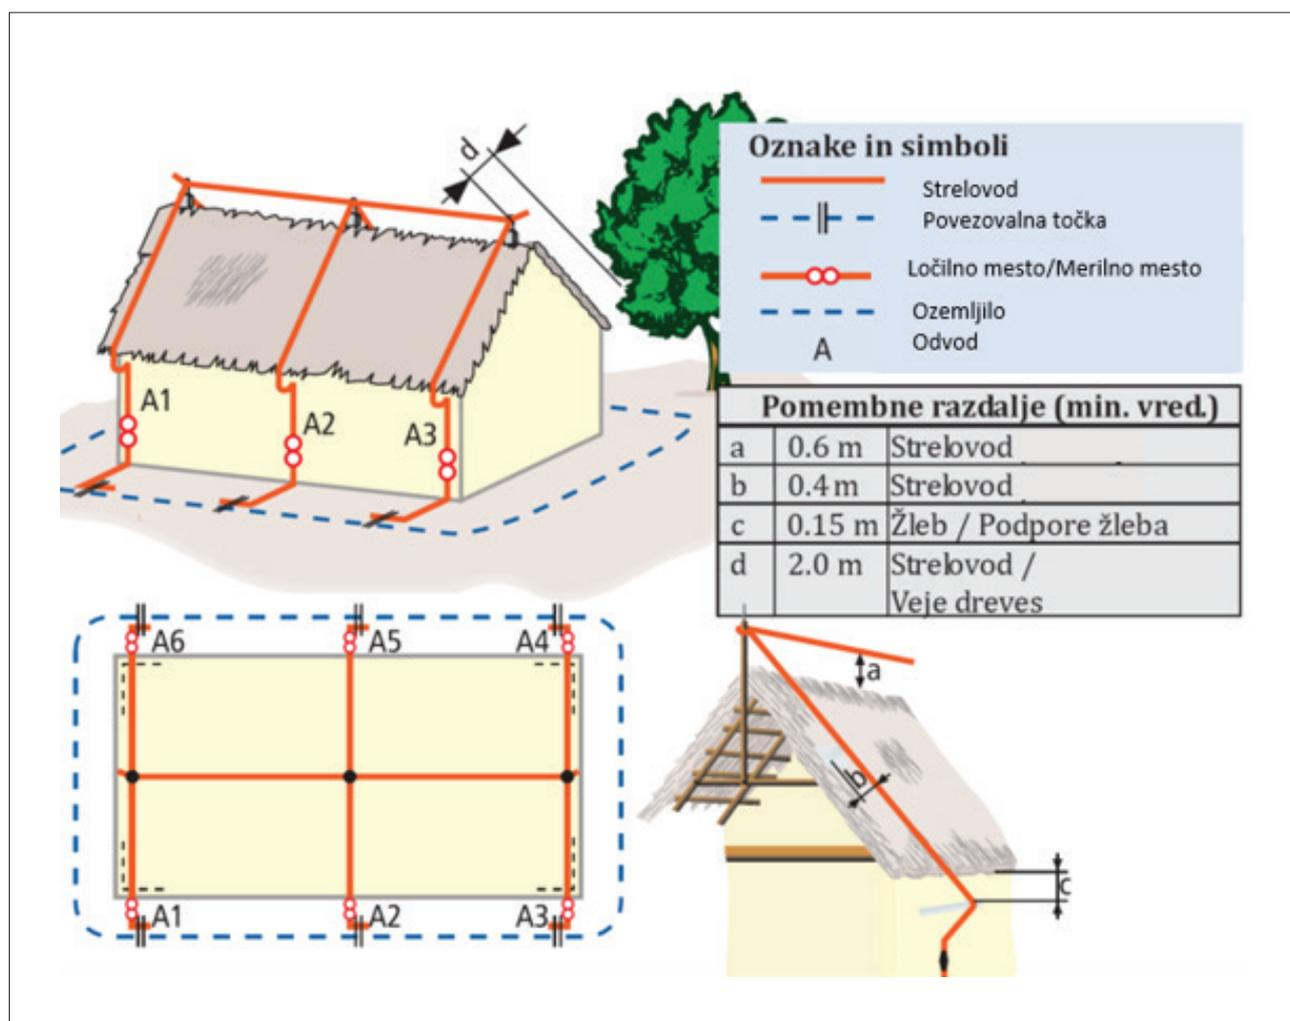 d
A1
A2
A3
Oznake in simboli
Strelovod
Povezovalna točka
Ločilno mesto/Merilno mesto
Ozemljilo
A Odvod
Pomembne razdalje (min. vred.)
a 0.6 m Strelovod
b 0.4 m Strelovod
c 0.15 m Žleb / Podpore žleba
d 2.0 m Strelovod /
Veje dreves
A6 A5 A4
A1 A2 A3
a
b
c